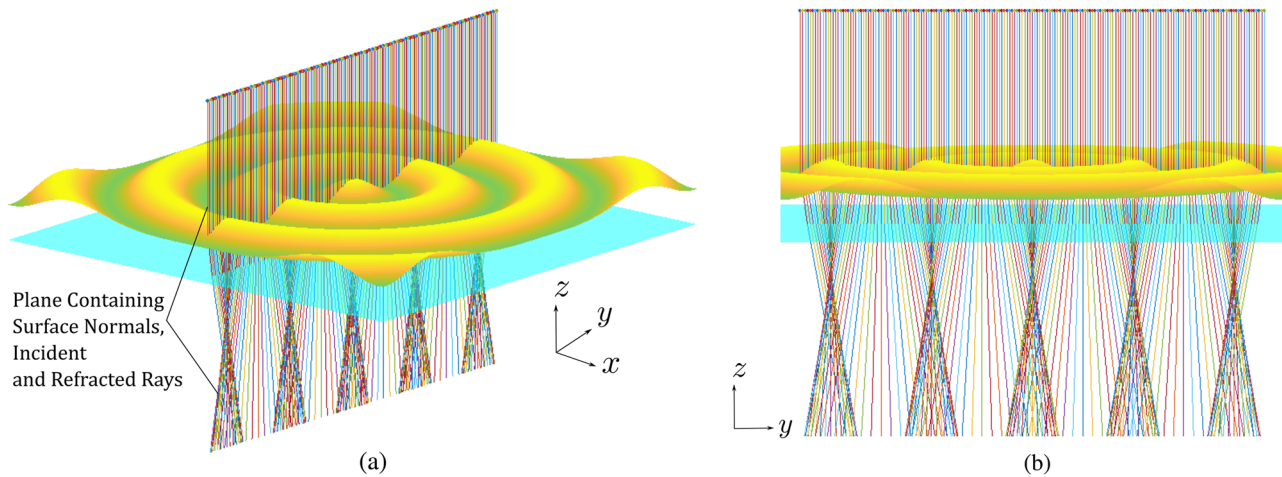 Plane Containing
Surface Normals,
Incident
and Refracted Rays
z
y
x
(a)
z
y
(b)